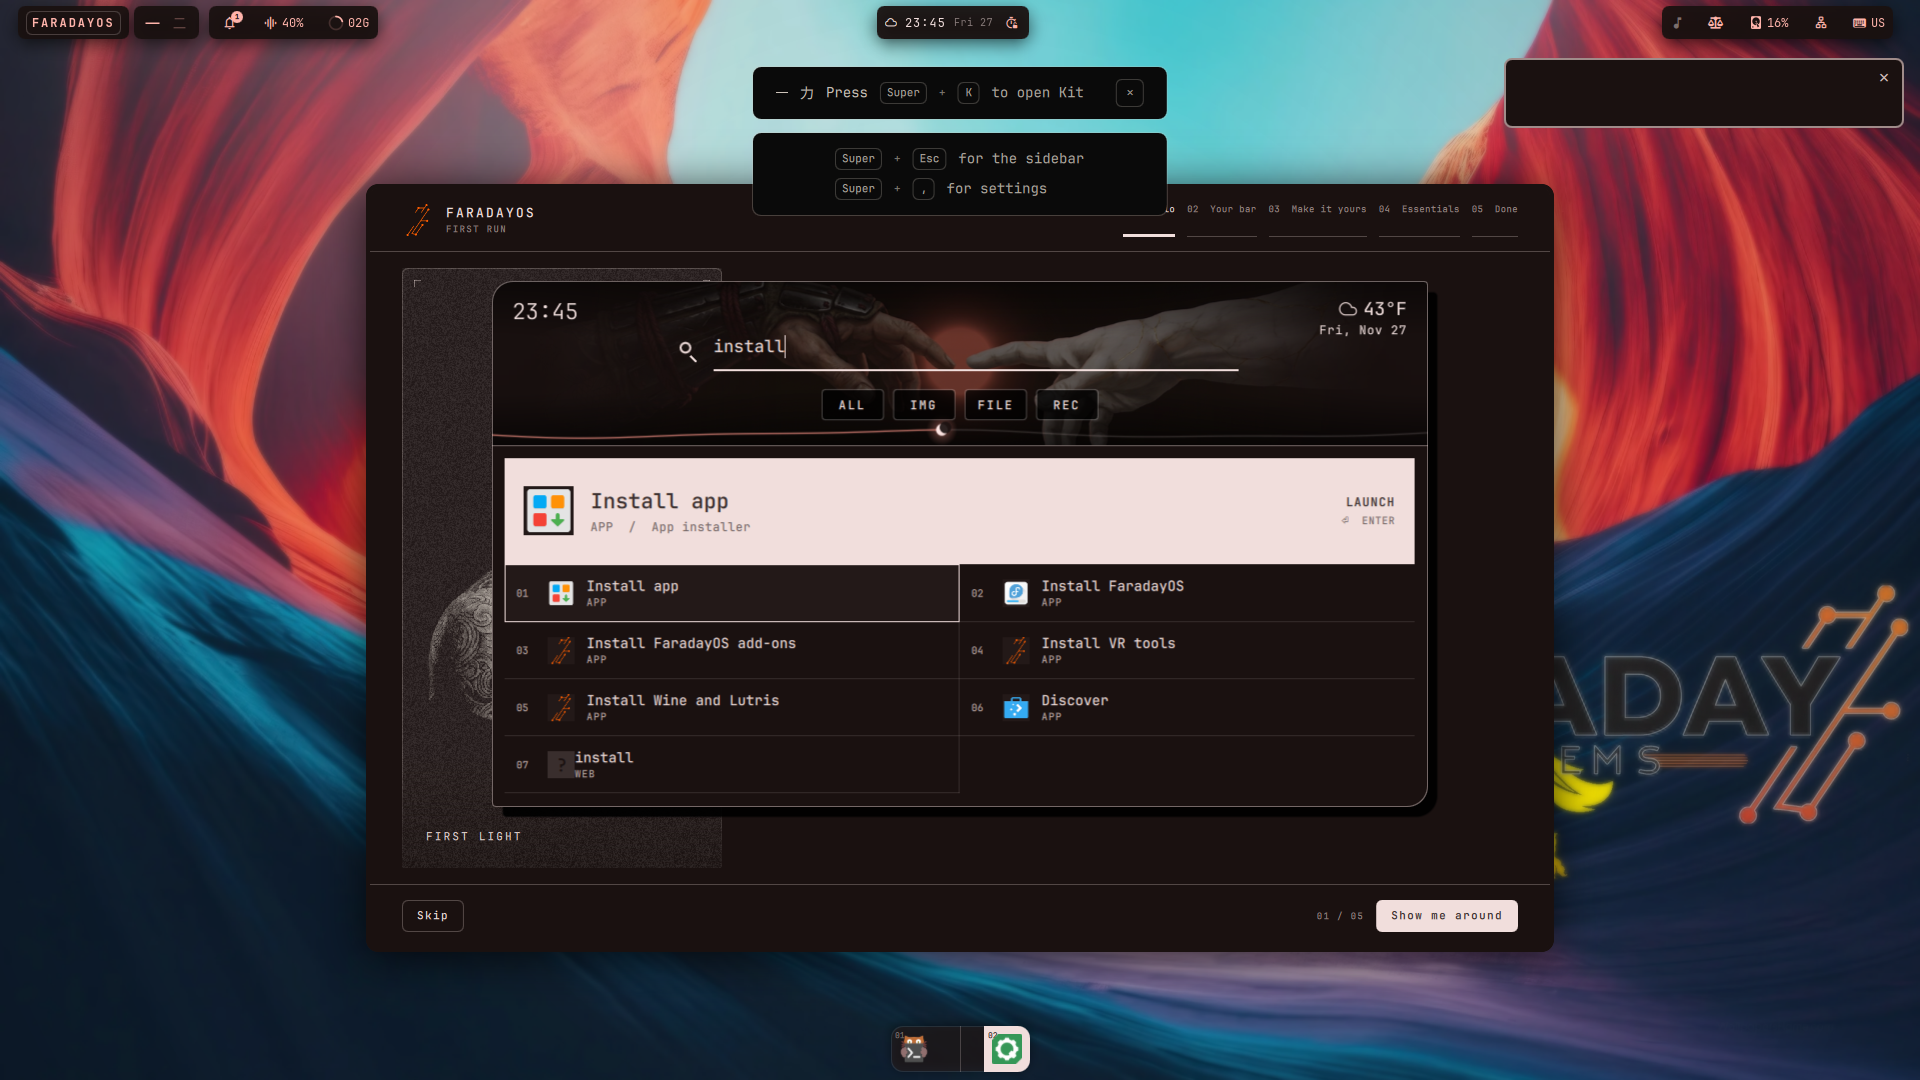 FARADAYOS
1
40%
02G
23:45 Fri 27
16%
US
一 力 Press Super + K to open Kit ×
Super + Esc for the sidebar
Super + , for settings
×
FARADAYOS
FIRST RUN
02 Your bar
03 Make it yours
04 Essentials
05 Done
23:45
43°F
Fri, Nov 27
install
ALL IMG FILE REC
Install app
APP / App installer
LAUNCH
⏎ ENTER
01 Install app
APP
02 Install FaradayOS
APP
03 Install FaradayOS add-ons
APP
04 Install VR tools
APP
05 Install Wine and Lutris
APP
06 Discover
APP
07 ? install
WEB
ADAY
EMS
FIRST LIGHT
Skip
01 / 05
Show me around
01
02